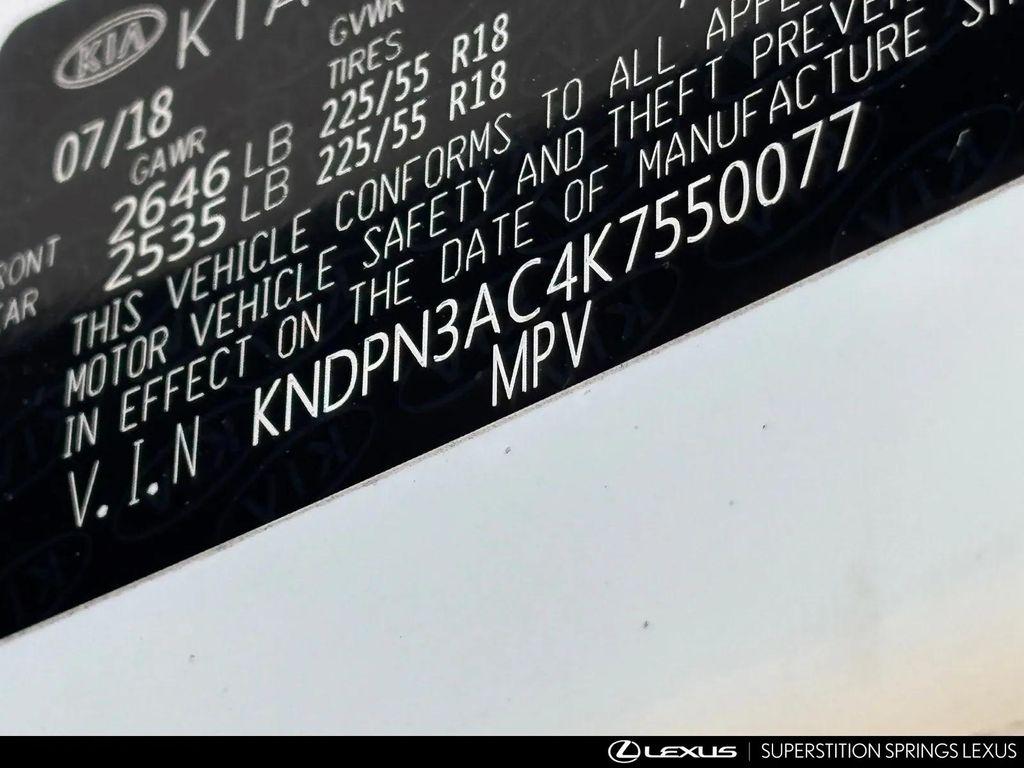 KIA KIA
07/18 GVWR
GAWR TIRES
FRONT 2646 LB 225/55 R18
2535 LB 225/55 R18
THIS VEHICLE CONFORMS TO ALL
MOTOR VEHICLE SAFETY AND THEFT
IN EFFECT ON THE DATE OF MANUFACTURE
V.I.N KNDPN3AC4K7550077
MPV
LEXUS | SUPERSTITION SPRINGS LEXUS